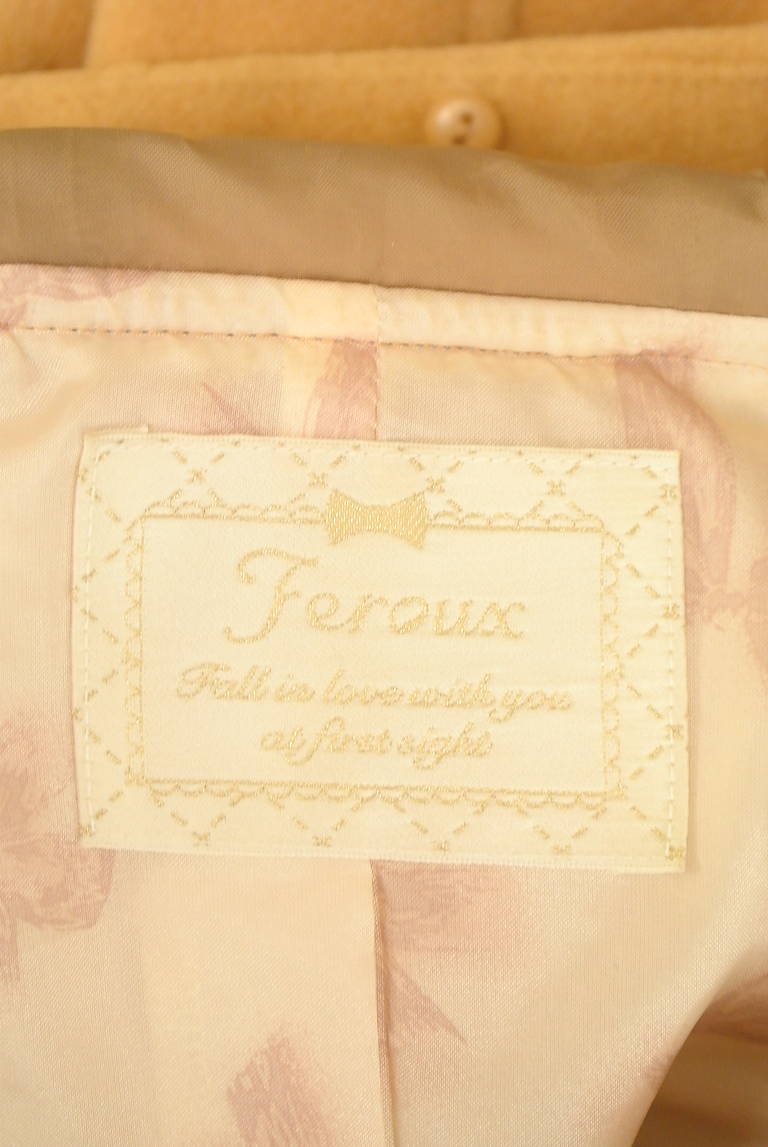 Feroux
Fall in love with you
at first sight